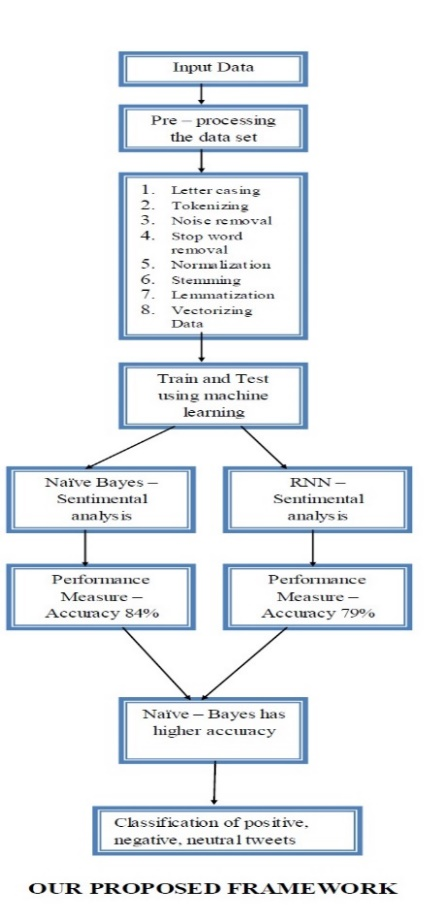 Input Data
Pre – processing
the data set
1. Letter casing
2. Tokenizing
3. Noise removal
4. Stop word
removal
5. Normalization
6. Stemming
7. Lemmatization
8. Vectorizing
Data
Train and Test
using machine
learning
Naïve Bayes –
Sentimental
analysis
RNN –
Sentimental
analysis
Performance
Measure –
Accuracy 84%
Performance
Measure –
Accuracy 79%
Naïve – Bayes has
higher accuracy
Classification of positive,
negative, neutral tweets
OUR PROPOSED FRAMEWORK